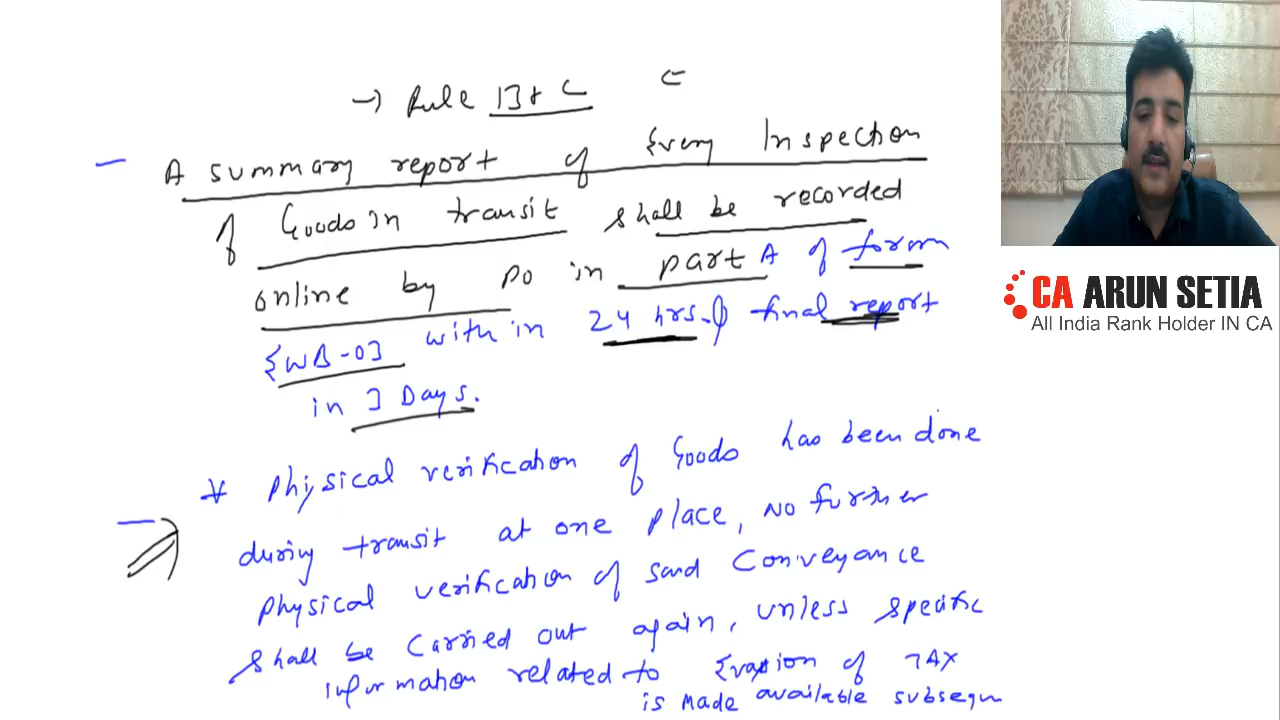 → Rule 138 C
A summary report of Every Inspection
of Goods in transit shall be recorded
online by PO in part A of form
EWB-03 with in 24 hrs. & final report
in 3 Days.
* Physical verification of Goods has been done
during transit at one place, No further
physical verification of said Conveyance
shall be carried out again, unless specific
information related to Evasion of TAX
is made available subsequ
CA ARUN SETIA
All India Rank Holder IN CA